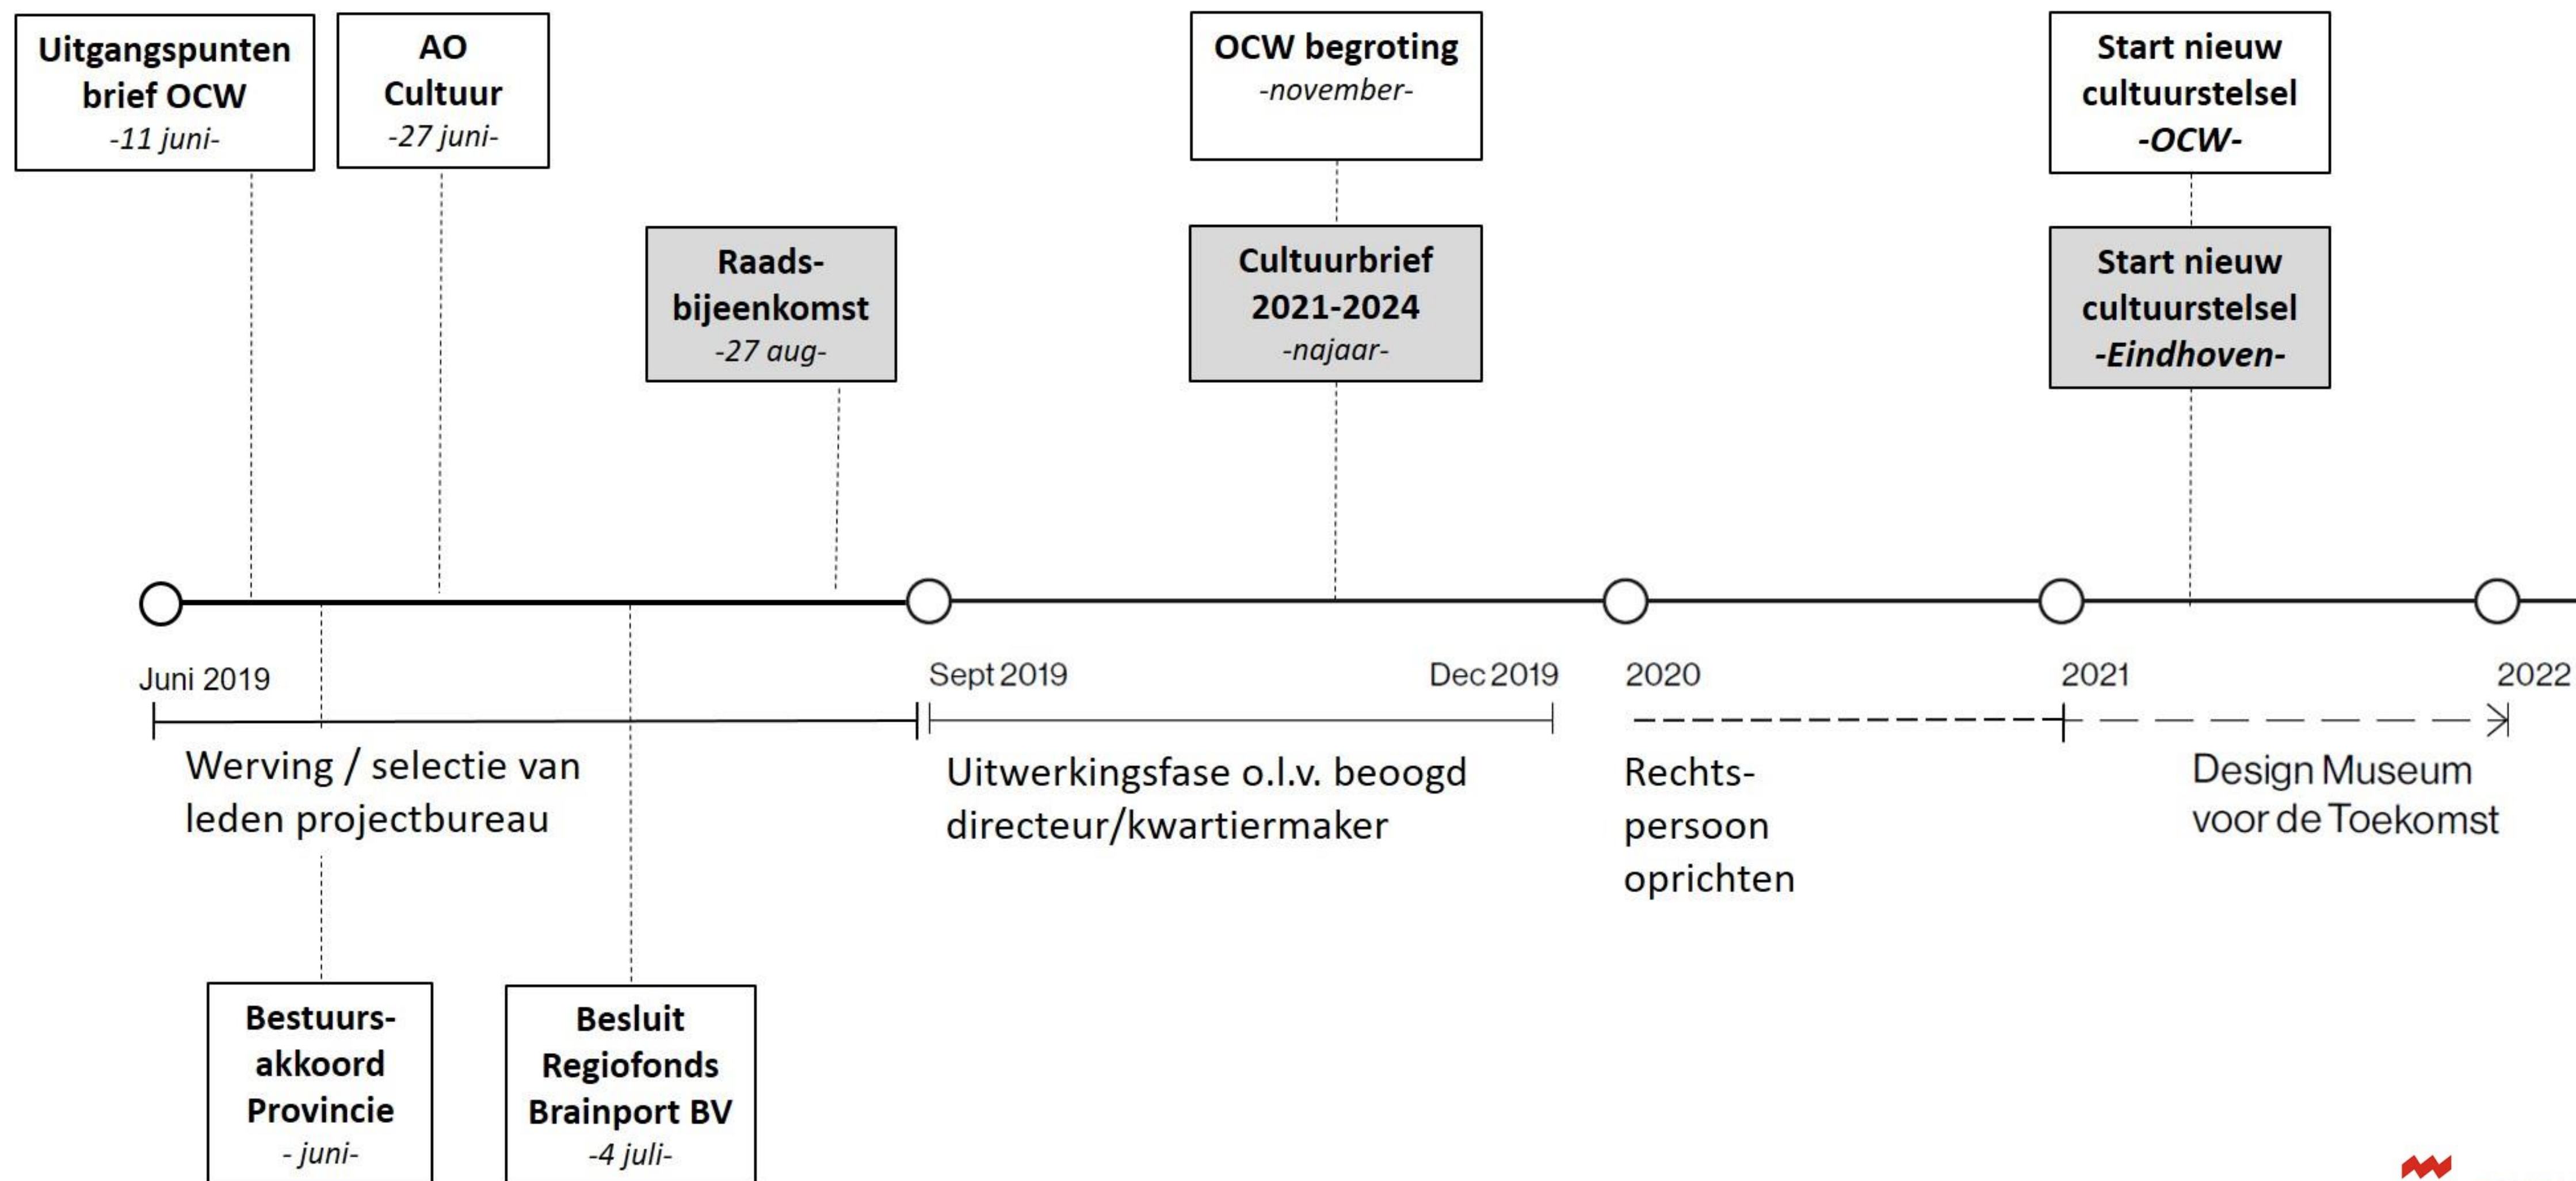 Uitgangspunten
brief OCW
-11 juni-
AO
Cultuur
-27 juni-
OCW begroting
-november-
Start nieuw
cultuurstelsel
-OCW-
Raads-
bijeenkomst
-27 aug-
Cultuurbrief
2021-2024
-najaar-
Start nieuw
cultuurstelsel
-Eindhoven-
Juni 2019
Sept 2019
Dec 2019
2020
2021
2022
Werving / selectie van
leden projectbureau
Uitwerkingsfase o.l.v. beoogd
directeur/kwartiermaker
Rechts-
persoon
oprichten
Design Museum
voor de Toekomst
Bestuurs-
akkoord
Provincie
- juni-
Besluit
Regiofonds
Brainport BV
-4 juli-